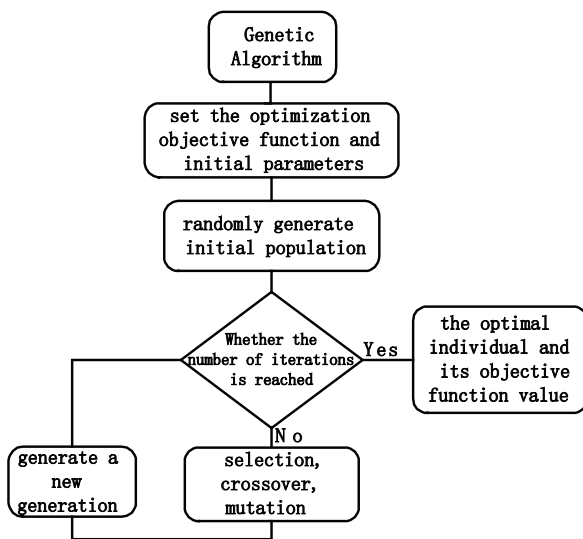 Genetic
Algorithm
set the optimization
objective function and
initial parameters
randomly generate
initial population
Whether the
number of iterations
is reached
Yes
the optimal
individual and
its objective
function value
No
selection,
crossover,
mutation
generate a
new
generation